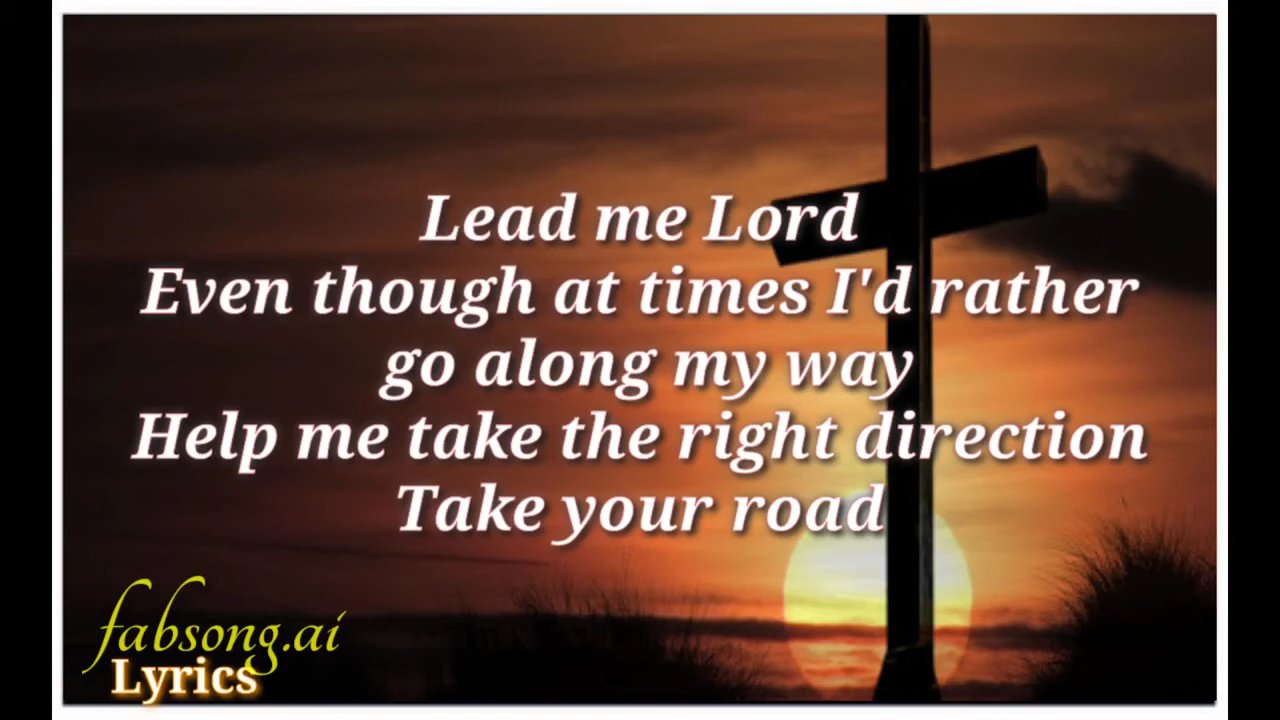 Lead me Lord
Even though at times I'd rather
go along my way
Help me take the right direction
Take your road
fabsong.ai
Lyrics